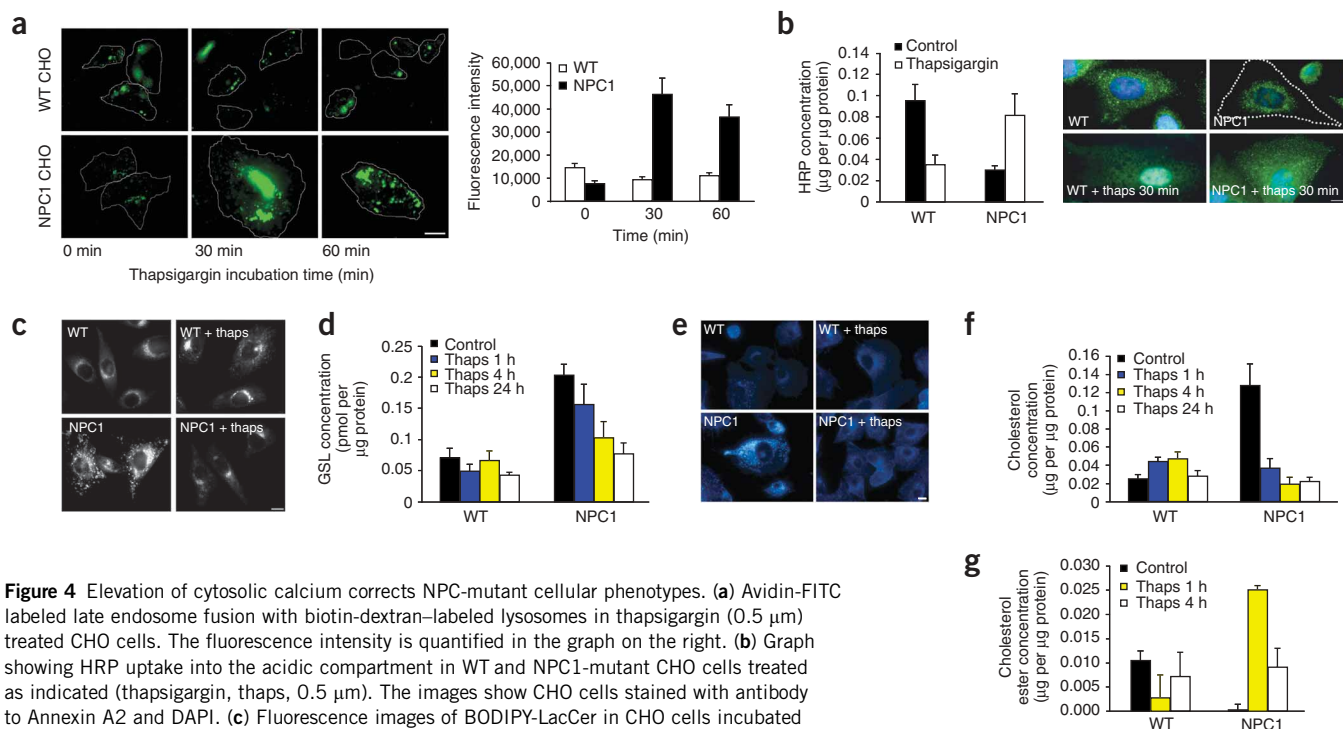 a
WT CHO
NPC1 CHO
0 min
30 min
60 min
Thapsigargin incubation time (min)
Fluorescence intensity
60,000
50,000
40,000
30,000
20,000
10,000
0
WT
NPC1
0
30
60
Time (min)
b
HRP concentration
(µg per µg protein)
0.14
0.12
0.1
0.08
0.06
0.04
0.02
0
Control
Thapsigargin
WT
NPC1
WT
NPC1
WT + thaps 30 min
NPC1 + thaps 30 min
c
WT
WT + thaps
NPC1
NPC1 + thaps
d
GSL concentration
(pmol per
µg protein)
0.25
0.2
0.15
0.1
0.05
0
Control
Thaps 1 h
Thaps 4 h
Thaps 24 h
WT
NPC1
e
WT
WT + thaps
NPC1
NPC1 + thaps
f
Cholesterol
concentration
(µg per µg protein)
0.16
0.14
0.12
0.1
0.08
0.06
0.04
0.02
0
Control
Thaps 1 h
Thaps 4 h
Thaps 24 h
WT
NPC1
g
Cholesterol
ester concentration
(µg per µg protein)
0.030
0.025
0.020
0.015
0.010
0.005
0.000
Control
Thaps 1 h
Thaps 4 h
WT
NPC1
Figure 4 Elevation of cytosolic calcium corrects NPC-mutant cellular phenotypes. (a) Avidin-FITC
labeled late endosome fusion with biotin-dextran–labeled lysosomes in thapsigargin (0.5 µm)
treated CHO cells. The fluorescence intensity is quantified in the graph on the right. (b) Graph
showing HRP uptake into the acidic compartment in WT and NPC1-mutant CHO cells treated
as indicated (thapsigargin, thaps, 0.5 µm). The images show CHO cells stained with antibody
to Annexin A2 and DAPI. (c) Fluorescence images of BODIPY-LacCer in CHO cells incubated